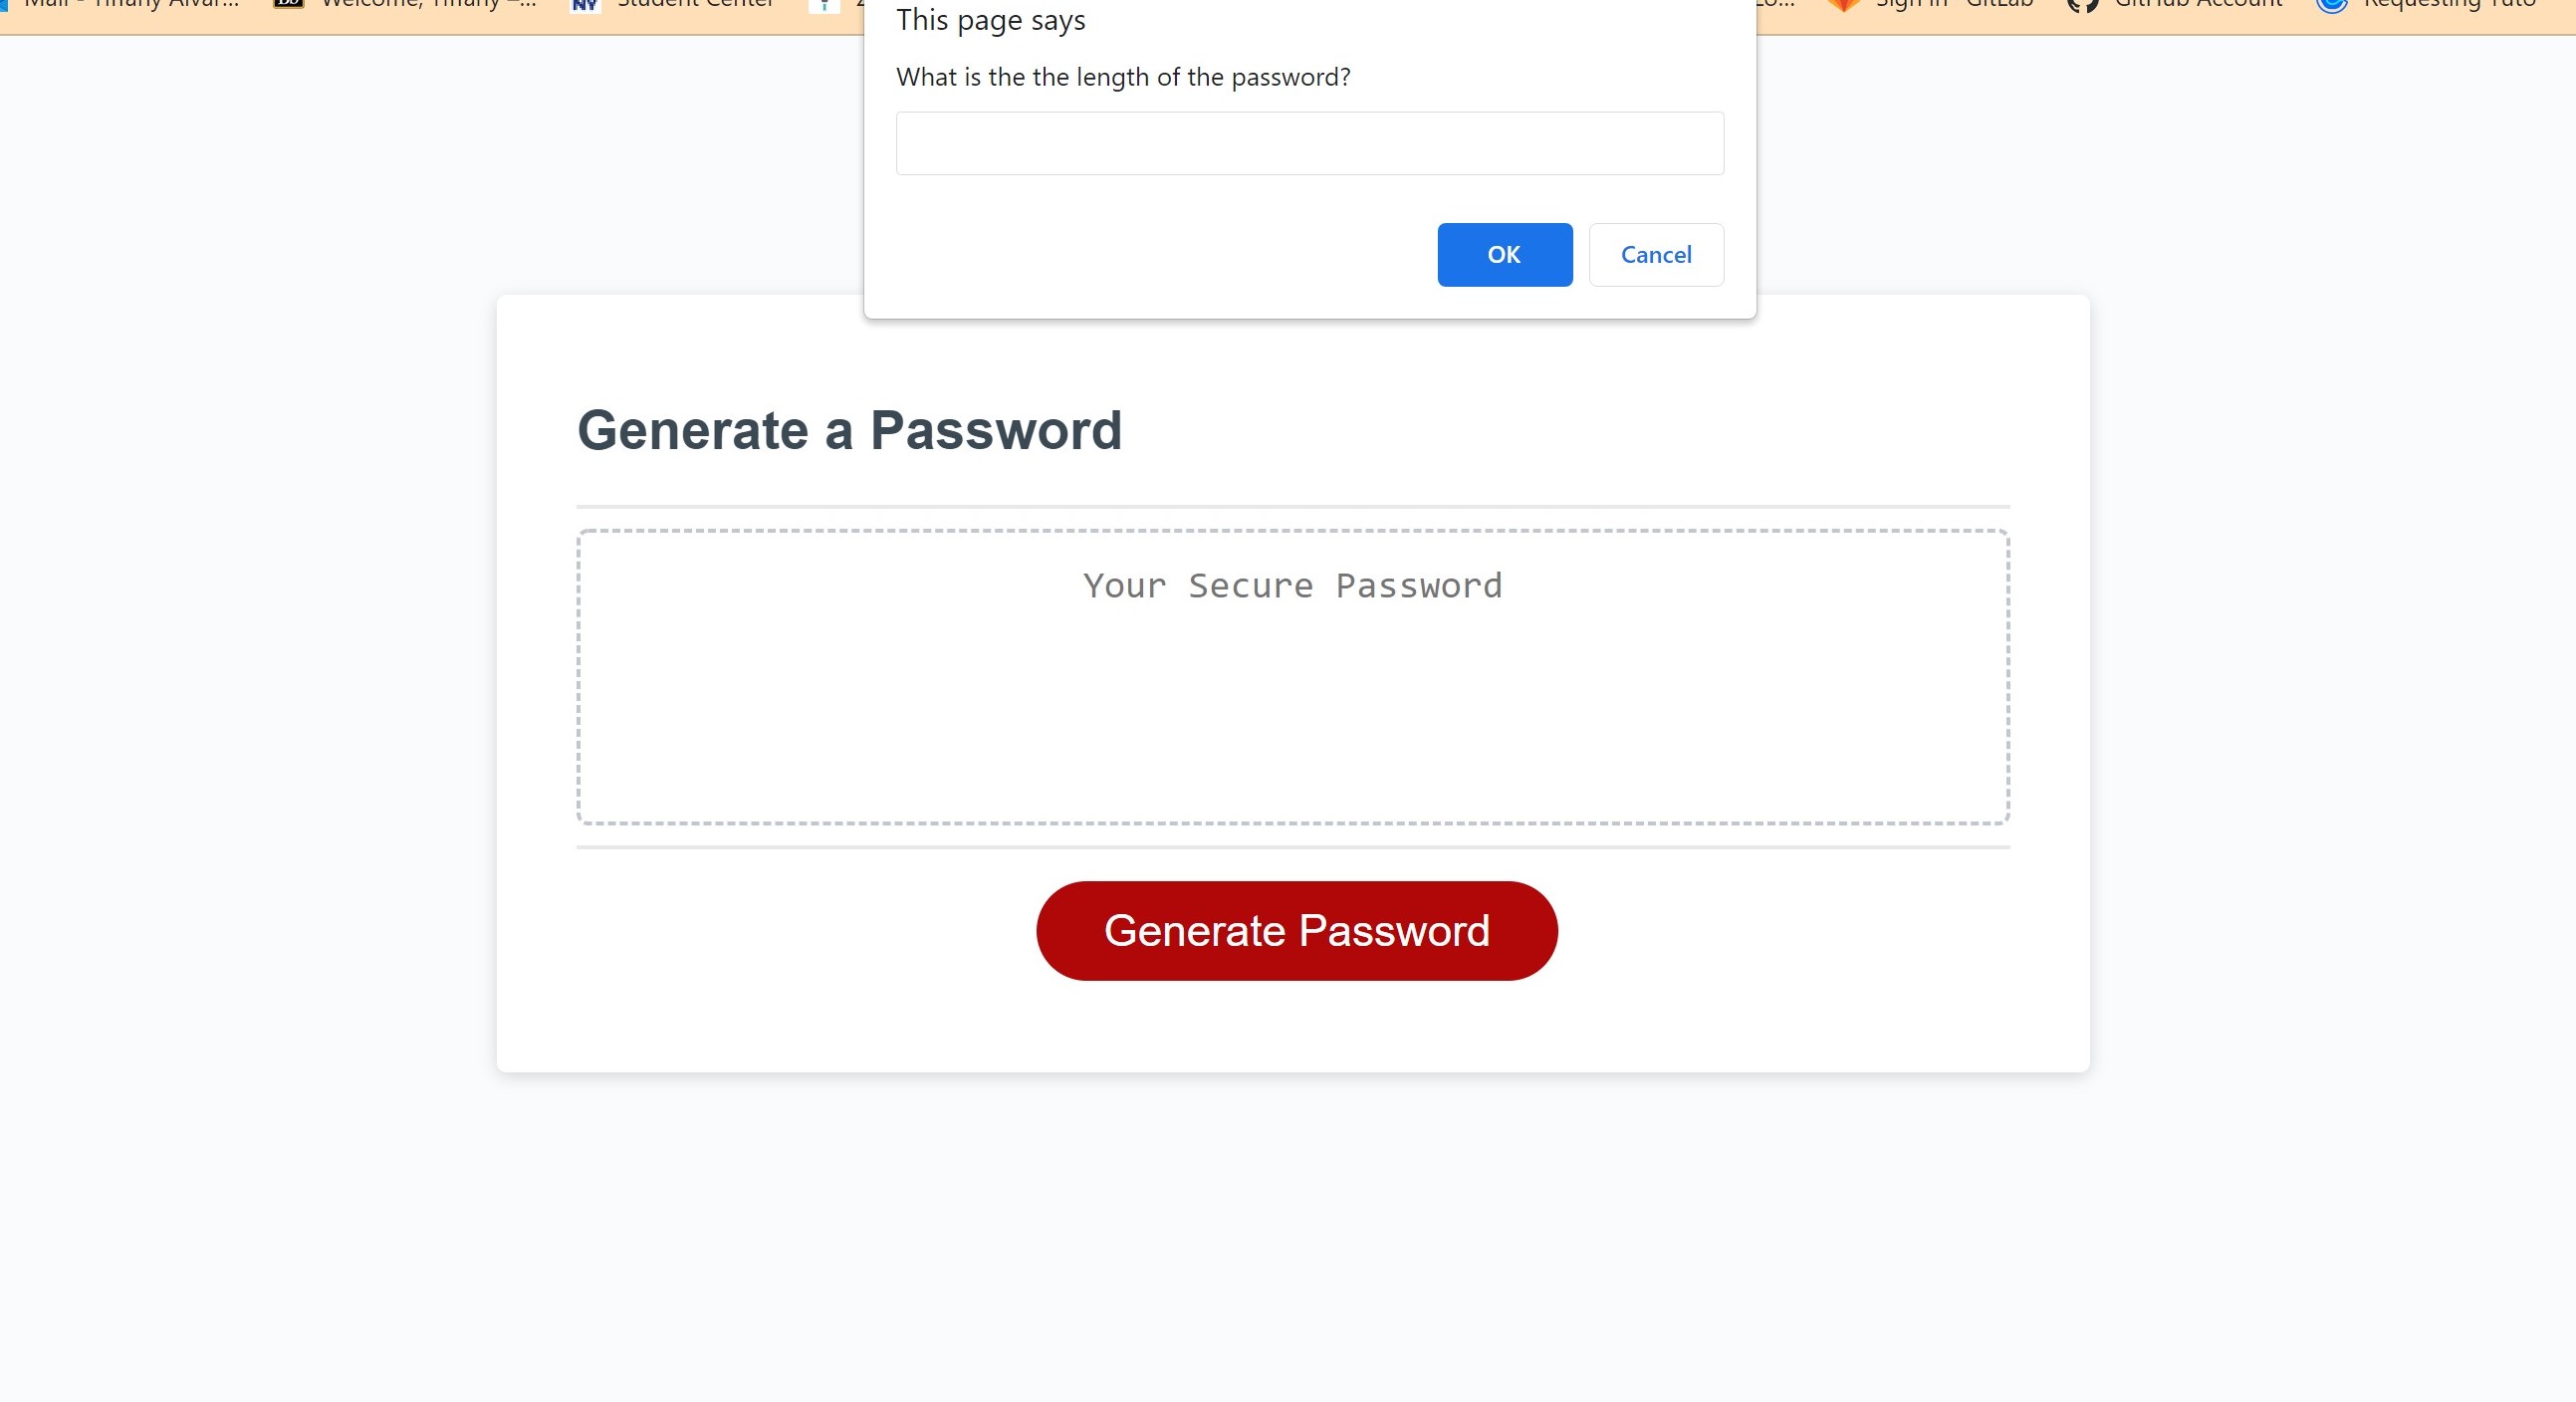 Mail - Tiffany Alvar... Welcome, Tiffany –... Student Center Lo... Sign in · GitLab GitHub Account Requesting Tuto
This page says
What is the the length of the password?
OK Cancel
Generate a Password
Your Secure Password
Generate Password